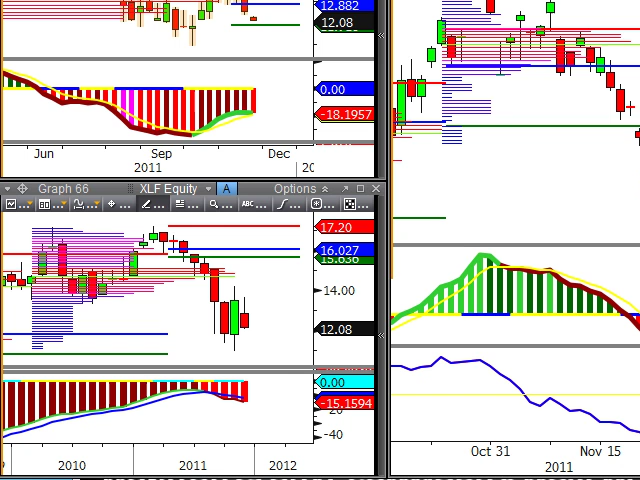 12.882
12.08
0.00
-18.1957
Jun
Sep
Dec
2011
Graph 66
XLF Equity
A
Options
ABC
17.20
16.027
15.636
14.00
12.08
0.00
-15.1594
-40
2010
2011
2012
Oct 31
Nov 15
2011